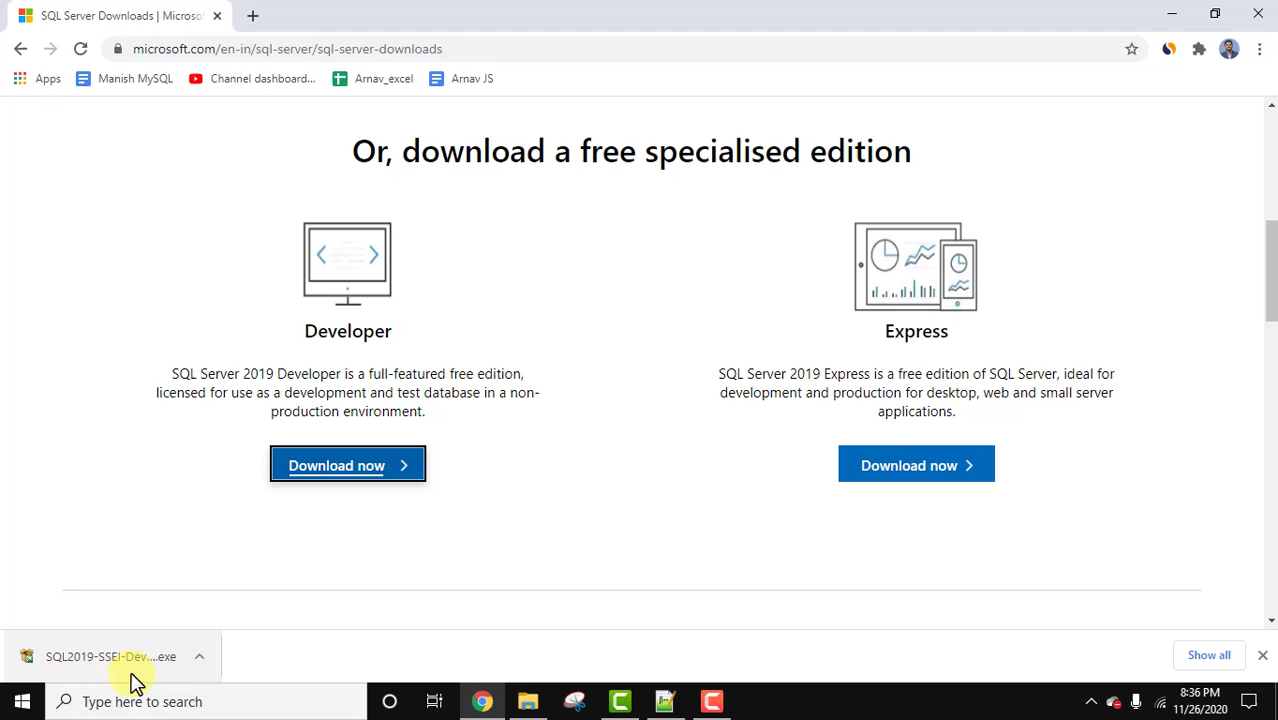 SQL Server Downloads | Microso
microsoft.com/en-in/sql-server/sql-server-downloads
Apps Manish MySQL Channel dashboard... Arnav_excel Arnav JS
Or, download a free specialised edition
Developer
SQL Server 2019 Developer is a full-featured free edition,
licensed for use as a development and test database in a non-
production environment.
Download now
Express
SQL Server 2019 Express is a free edition of SQL Server, ideal for
development and production for desktop, web and small server
applications.
Download now
SQL2019-SSEI-Dev....exe
Show all
Type here to search
8:36 PM
11/26/2020